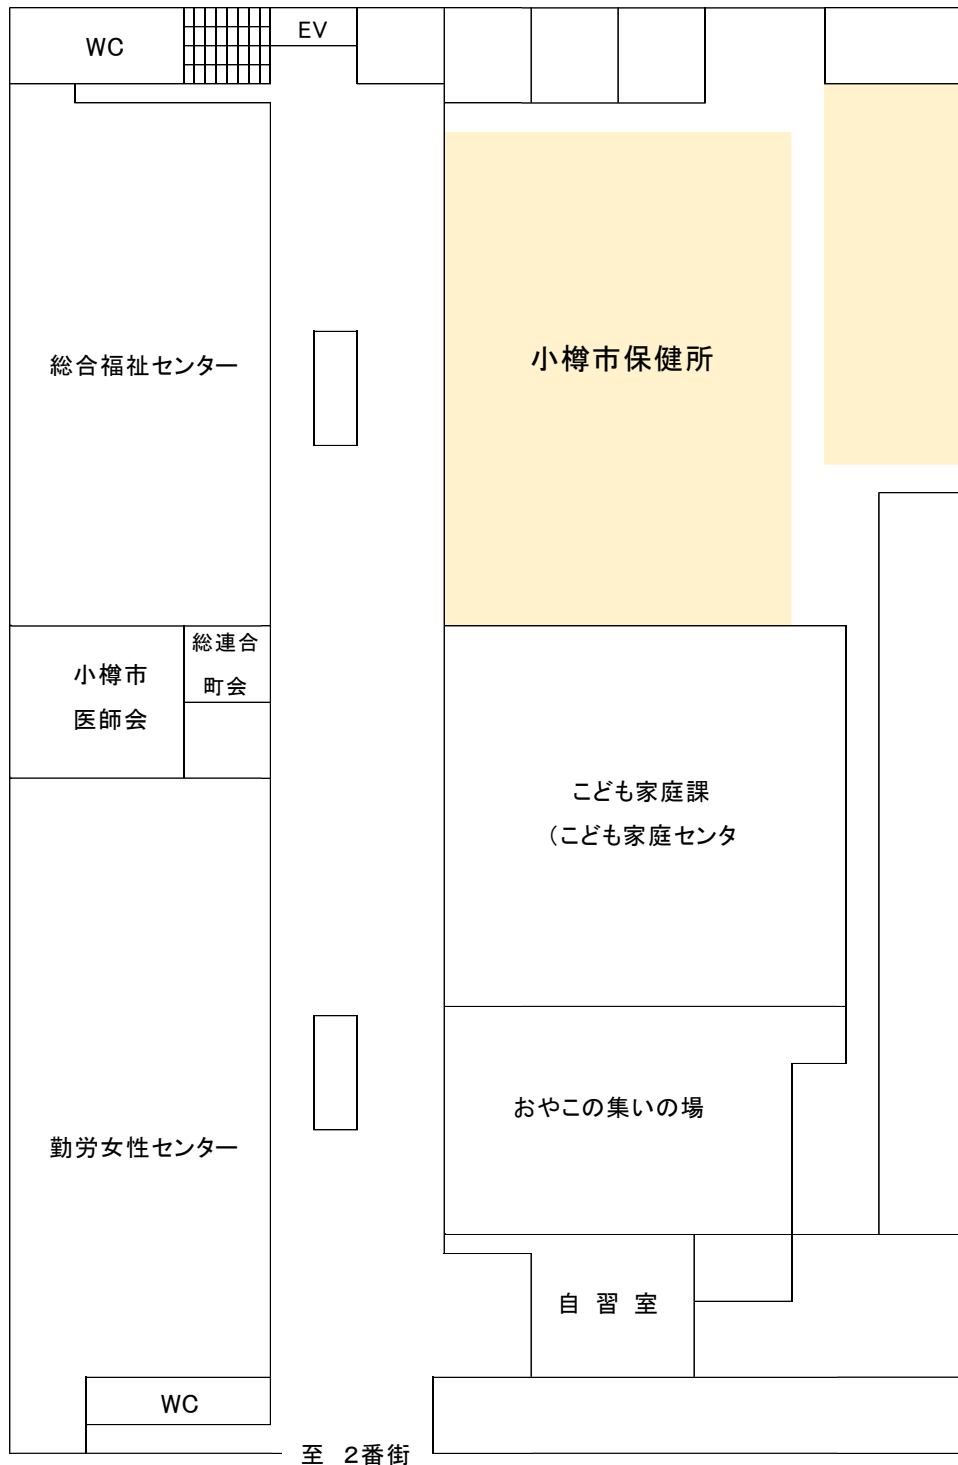 WC
EV
総合福祉センター
小樽市保健所
総連合
町会
小樽市
医師会
こども家庭課
（こども家庭センタ
おやこの集いの場
勤労女性センター
自 習 室
WC
至 2番街